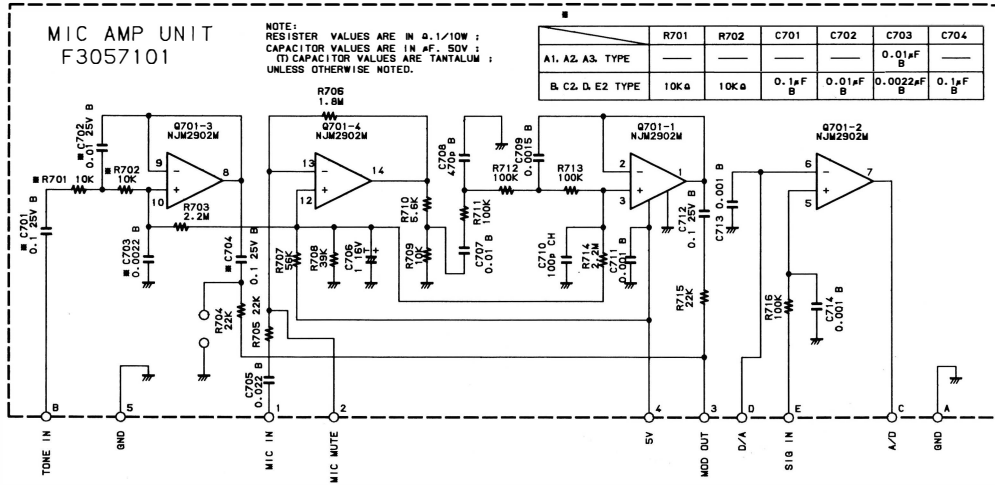 MIC AMP UNIT
F3057101
NOTE:
RESISTER VALUES ARE IN Ω.1/10W ;
CAPACITOR VALUES ARE IN μF. 50V ;
(T) CAPACITOR VALUES ARE TANTALUM ;
UNLESS OTHERWISE NOTED.
※
R701 R702 C701 C702 C703 C704
A1. A2. A3. TYPE — — — — 0.01μF B —
B. C2. D. E2 TYPE 10KΩ 10KΩ 0.1μF B 0.01μF B 0.0022μF B 0.1μF B
※C702
0.01 25V B
Q701-3
NJM2902M
9
10
8
※R701 10K
※R702
10K
R703
2.2M
※C701
0.1 25V B
※C703
0.0022 B
※C704
0.1 25V B
R704
22K
R706
1.8M
Q701-4
NJM2902M
13
12
14
R707
56K
R708
39K
C706
1 16V
T
+
R710
5.6K
R709
10K
R705 22K
C705
0.022 B
C708
470p B
R711
100K
C707
0.01 B
R712
100K
C709
0.0015 B
R713
100K
C710
100p CH
R714
2.2M
C711
0.001 B
Q701-1
NJM2902M
2
3
1
C712
0.1 25V B
R715
22K
C713 0.001 B
Q701-2
NJM2902M
6
5
7
R716
100K
C714
0.001 B
B
5
1
2
4
3
D
E
C
A
TONE IN
GND
MIC IN
MIC MUTE
5V
MOD OUT
D/A
SIG IN
A/D
GND